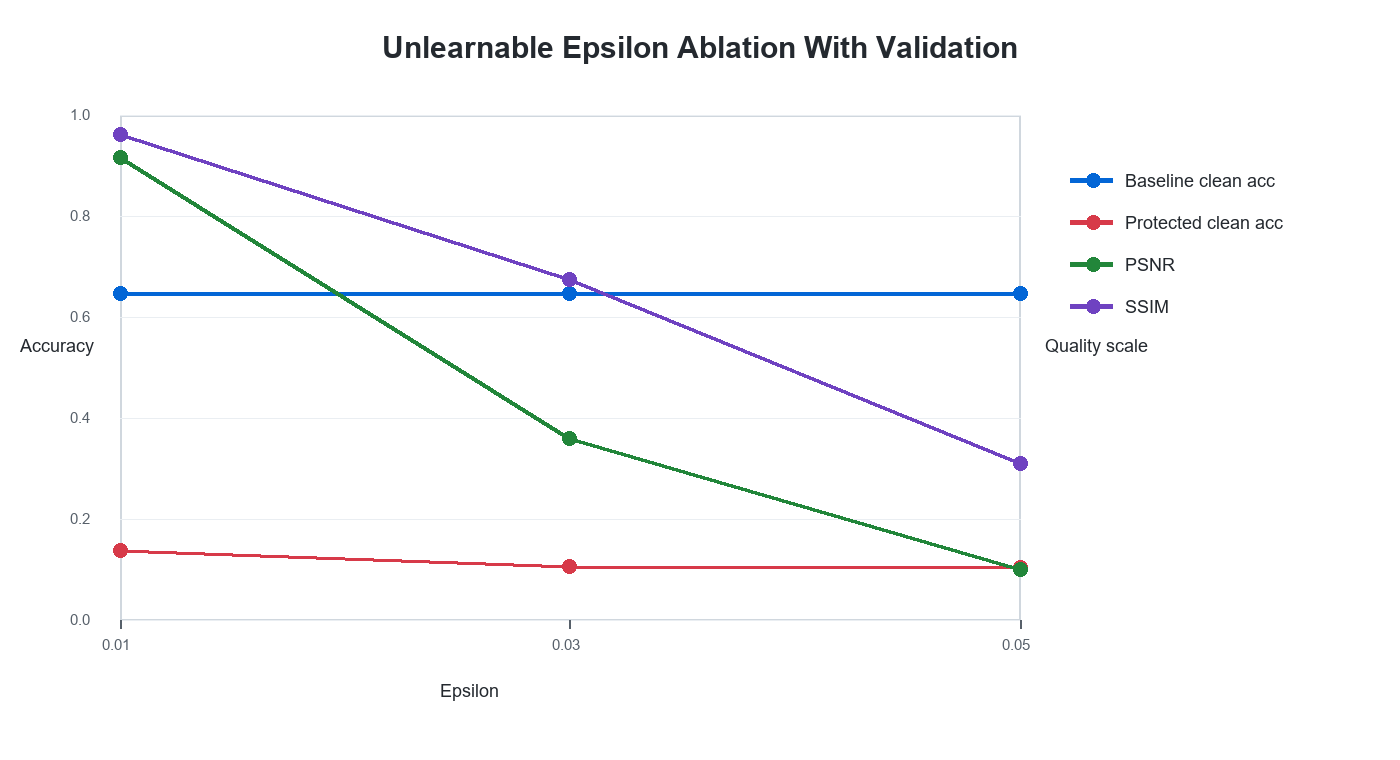 Unlearnable Epsilon Ablation With Validation
1.0
0.8
0.6
0.4
0.2
0.0
Accuracy
0.01
0.03
0.05
Epsilon
Baseline clean acc
Protected clean acc
PSNR
SSIM
Quality scale